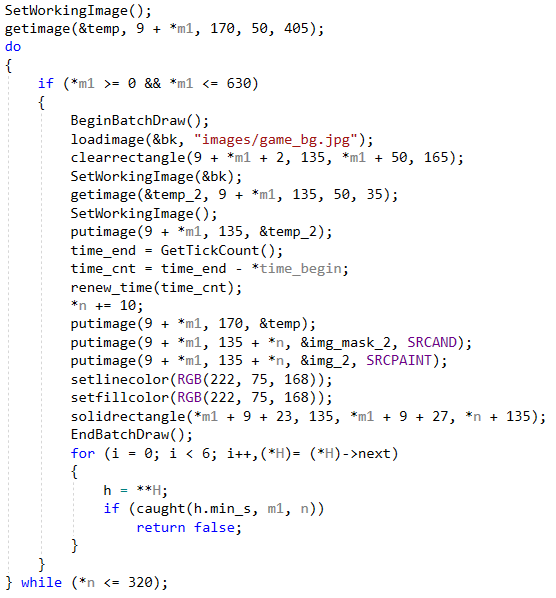 SetWorkingImage();
getimage(&temp, 9 + *m1, 170, 50, 405);
do
{
    if (*m1 >= 0 && *m1 <= 630)
    {
        BeginBatchDraw();
        loadimage(&bk, "images/game_bg.jpg");
        clearrectangle(9 + *m1 + 2, 135, *m1 + 50, 165);
        SetWorkingImage(&bk);
        getimage(&temp_2, 9 + *m1, 135, 50, 35);
        SetWorkingImage();
        putimage(9 + *m1, 135, &temp_2);
        time_end = GetTickCount();
        time_cnt = time_end - *time_begin;
        renew_time(time_cnt);
        *n += 10;
        putimage(9 + *m1, 170, &temp);
        putimage(9 + *m1, 135 + *n, &img_mask_2, SRCAND);
        putimage(9 + *m1, 135 + *n, &img_2, SRCPAINT);
        setlinecolor(RGB(222, 75, 168));
        setfillcolor(RGB(222, 75, 168));
        solidrectangle(*m1 + 9 + 23, 135, *m1 + 9 + 27, *n + 135);
        EndBatchDraw();
        for (i = 0; i < 6; i++,(*H)= (*H)->next)
        {
            h = **H;
            if (caught(h.min_s, m1, n))
                return false;
        }
    }
} while (*n <= 320);